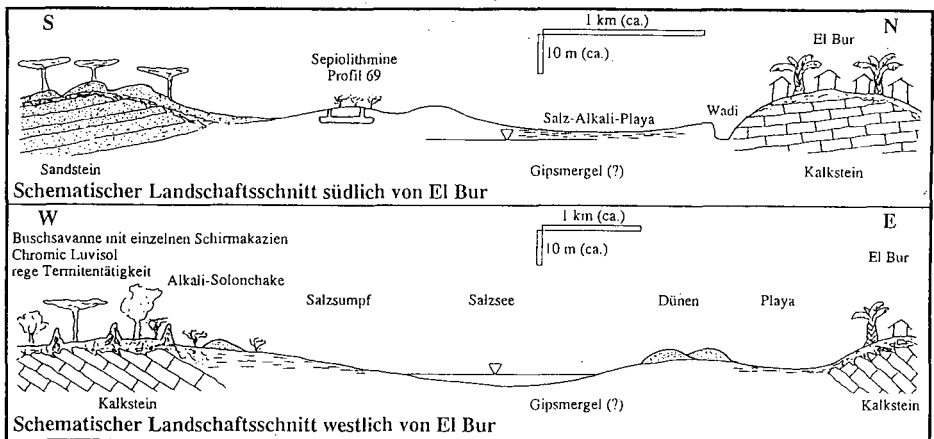 S
N
1 km (ca.)
10 m (ca.)
El Bur
Sepiolithmine
Profil 69
Salz-Alkali-Playa
Wadi
Sandstein
Gipsmergel (?)
Kalkstein
Schematischer Landschaftsschnitt südlich von El Bur
W
E
1 km (ca.)
10 m (ca.)
Buschsavanne mit einzelnen Schirmakazien
Chromic Luvisol
rege Termitentätigkeit
El Bur
Alkali-Solonchake
Salzsumpf
Salzsee
Dünen
Playa
Kalkstein
Gipsmergel (?)
Kalkstein
Schematischer Landschaftsschnitt westlich von El Bur